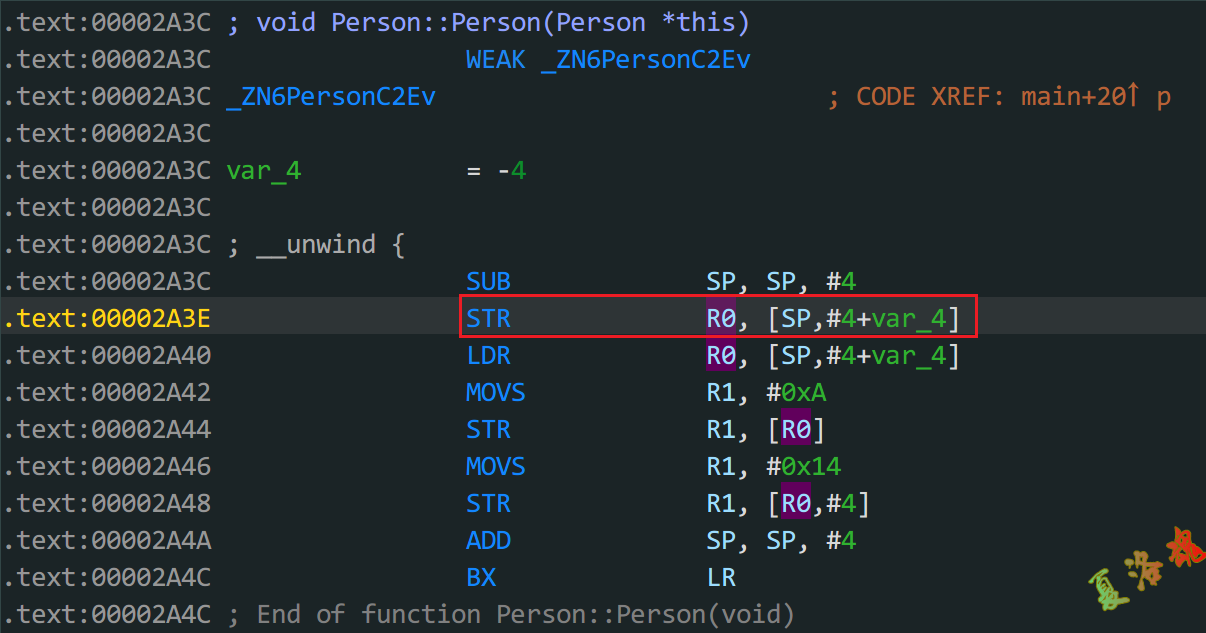 .text:00002A3C ; void Person::Person(Person *this)
.text:00002A3C WEAK _ZN6PersonC2Ev
.text:00002A3C _ZN6PersonC2Ev ; CODE XREF: main+20↑ p
.text:00002A3C
.text:00002A3C var_4 = -4
.text:00002A3C
.text:00002A3C ; __unwind {
.text:00002A3C SUB SP, SP, #4
.text:00002A3E STR R0, [SP,#4+var_4]
.text:00002A40 LDR R0, [SP,#4+var_4]
.text:00002A42 MOVS R1, #0xA
.text:00002A44 STR R1, [R0]
.text:00002A46 MOVS R1, #0x14
.text:00002A48 STR R1, [R0,#4]
.text:00002A4A ADD SP, SP, #4
.text:00002A4C BX LR
.text:00002A4C ; End of function Person::Person(void)
夏洛